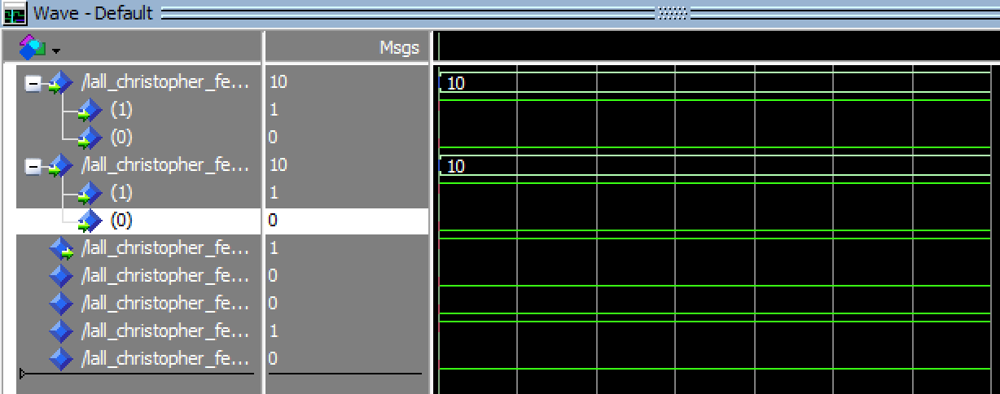 Wave - Default
Msgs
/lall_christopher_fe... 10 10
(1) 1
(0) 0
/lall_christopher_fe... 10 10
(1) 1
(0) 0
/lall_christopher_fe... 1
/lall_christopher_fe... 0
/lall_christopher_fe... 0
/lall_christopher_fe... 1
/lall_christopher_fe... 0